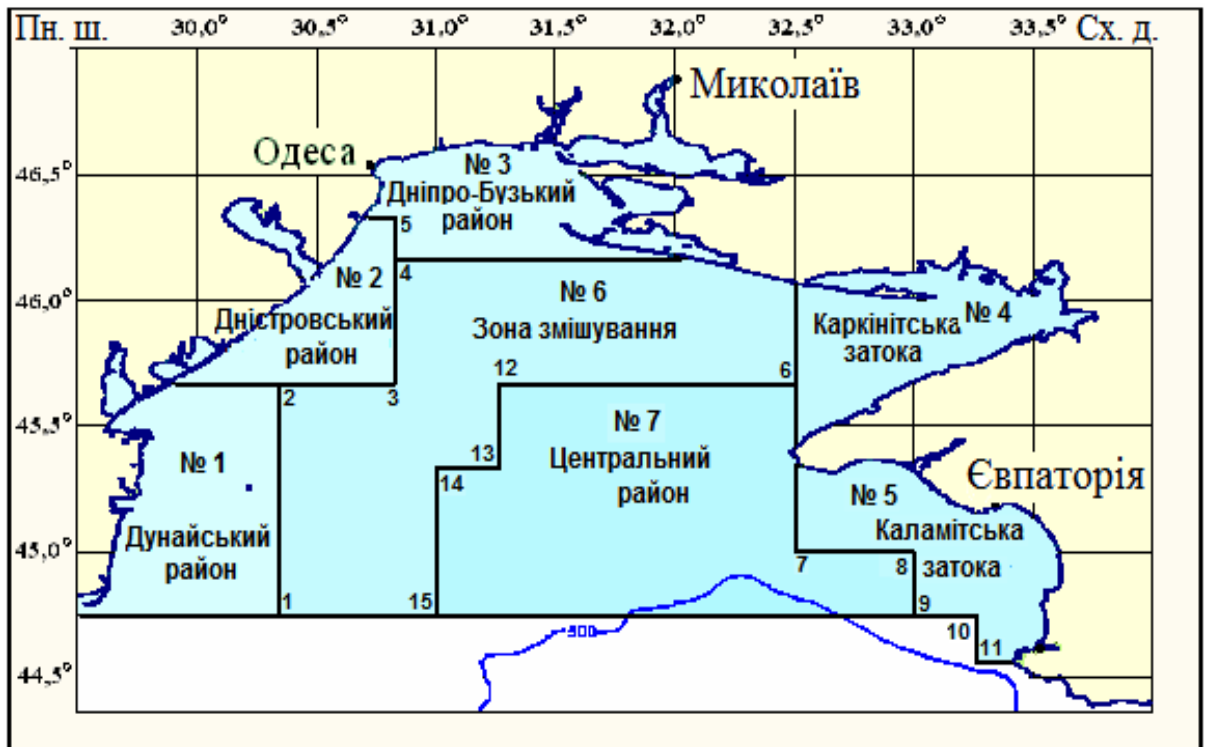 Пн. ш. 30,0° 30,5° 31,0° 31,5° 32,0° 32,5° 33,0° 33,5° Сх. д.
Миколаїв
Одеса
№ 3
46,5°
Дніпро-Бузький
район
5
4
№ 2
№ 6
46,0°
№ 4
Дністровський
район
Зона змішування
Каркінітська
затока
12
6
2
3
№ 7
45,5°
13
№ 1
Центральний
район
14
Євпаторія
№ 5
Каламітська
затока
Дунайський
район
45,0°
7
8
1
15
9
10
500
11
44,5°